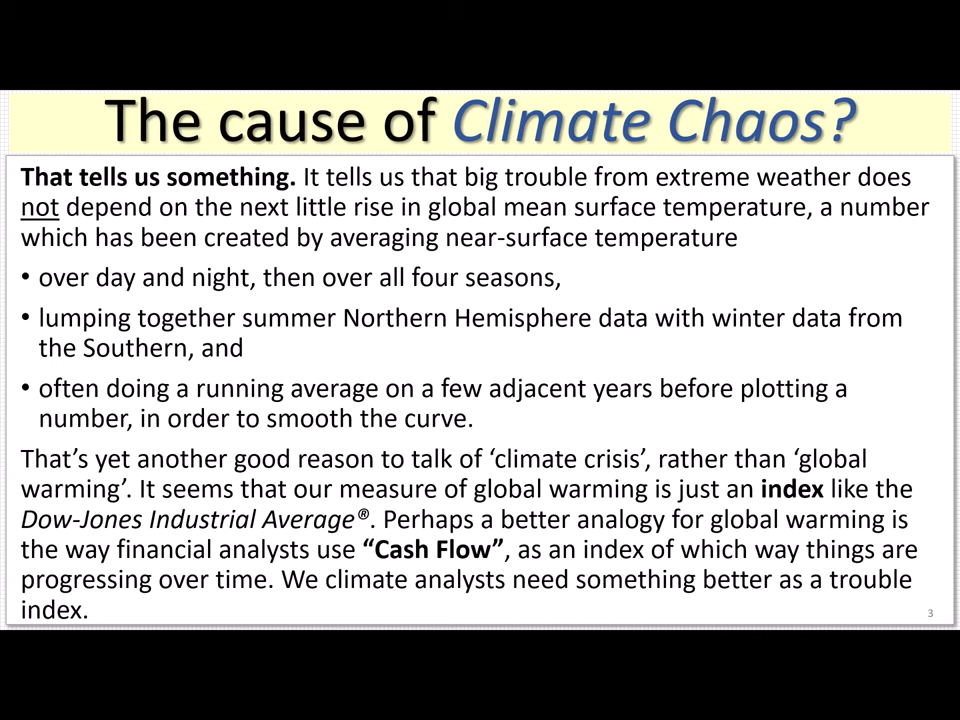 The cause of Climate Chaos?
That tells us something. It tells us that big trouble from extreme weather does
not depend on the next little rise in global mean surface temperature, a number
which has been created by averaging near-surface temperature
• over day and night, then over all four seasons,
• lumping together summer Northern Hemisphere data with winter data from
the Southern, and
• often doing a running average on a few adjacent years before plotting a
number, in order to smooth the curve.
That’s yet another good reason to talk of ‘climate crisis’, rather than ‘global
warming’. It seems that our measure of global warming is just an index like the
Dow-Jones Industrial Average®. Perhaps a better analogy for global warming is
the way financial analysts use “Cash Flow”, as an index of which way things are
progressing over time. We climate analysts need something better as a trouble
index.
3